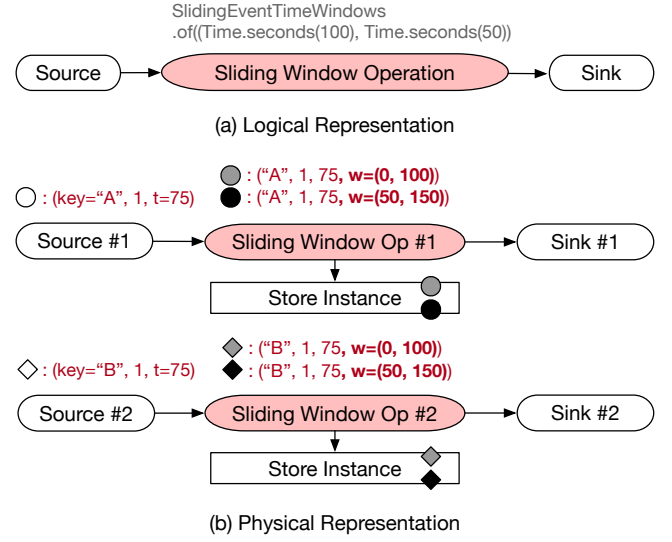 SlidingEventTimeWindows
.of((Time.seconds(100), Time.seconds(50))
Source
Sliding Window Operation
Sink
(a) Logical Representation
: (key=“A”, 1, t=75)
: (“A”, 1, 75, w=(0, 100))
: (“A”, 1, 75, w=(50, 150))
Source #1
Sliding Window Op #1
Sink #1
Store Instance
: (key=“B”, 1, t=75)
: (“B”, 1, 75, w=(0, 100))
: (“B”, 1, 75, w=(50, 150))
Source #2
Sliding Window Op #2
Sink #2
Store Instance
(b) Physical Representation